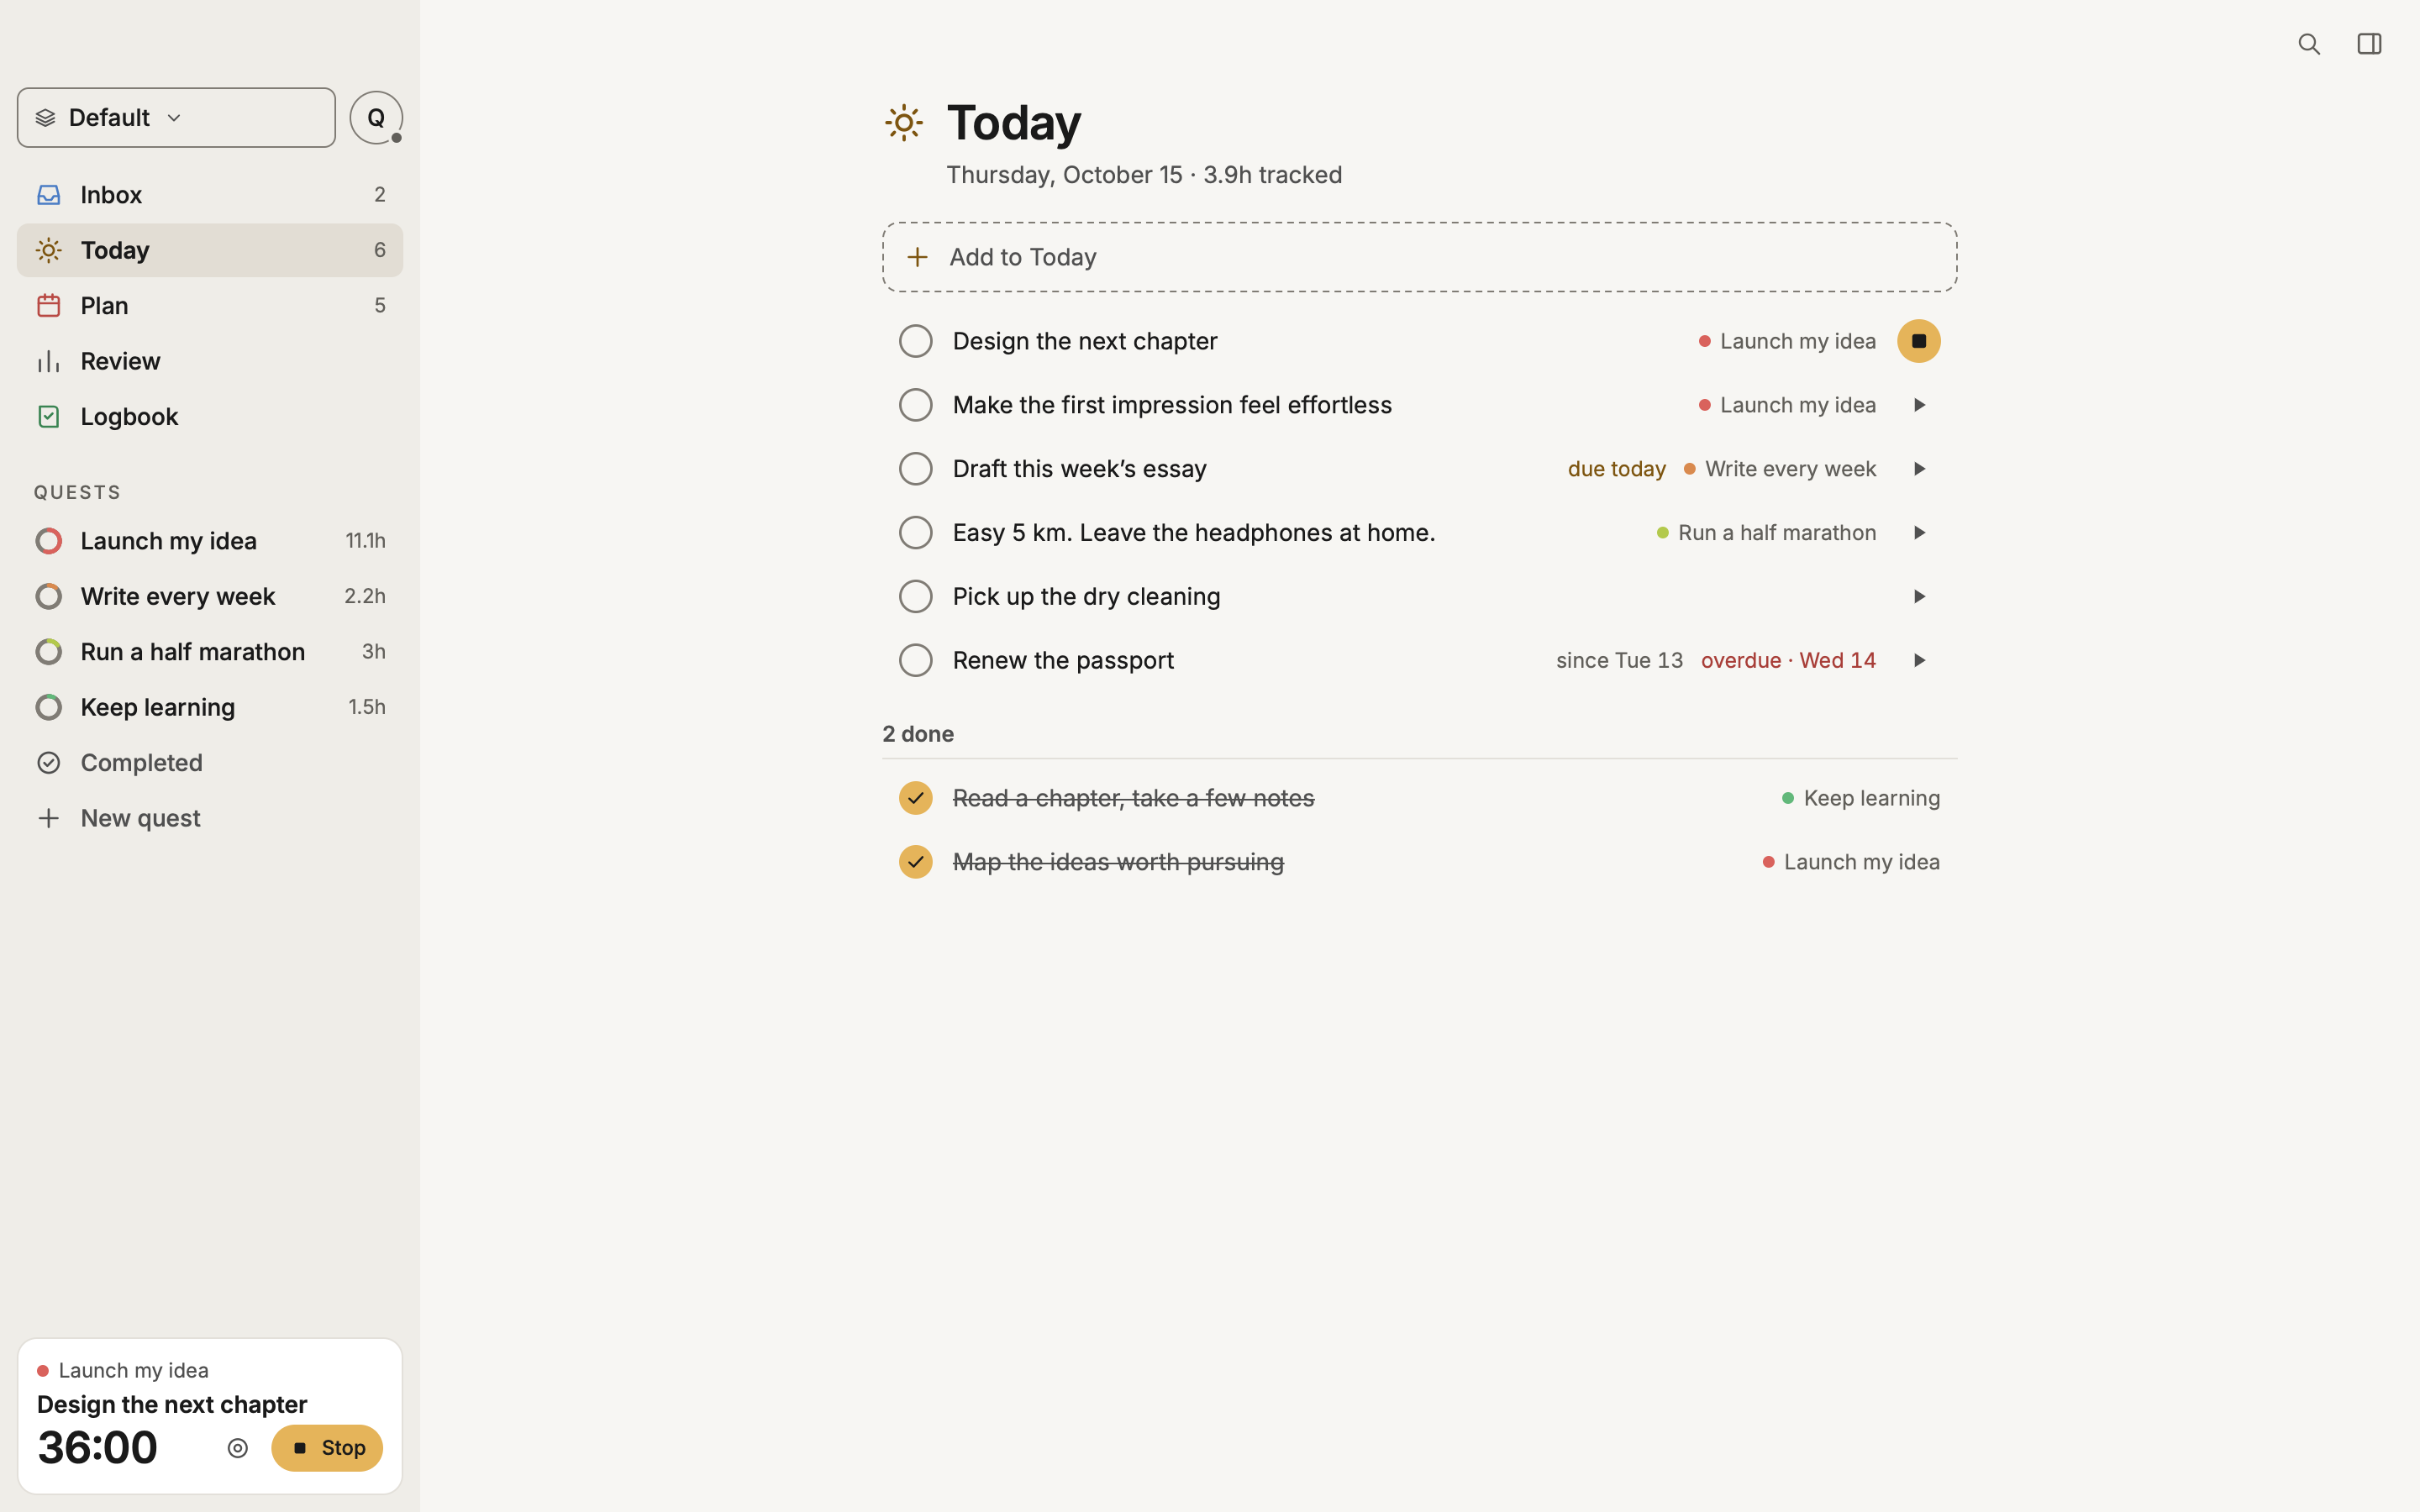 Default
Q
Inbox 2
Today 6
Plan 5
Review
Logbook
QUESTS
Launch my idea 11.1h
Write every week 2.2h
Run a half marathon 3h
Keep learning 1.5h
Completed
New quest
Launch my idea
Design the next chapter
36:00 Stop
Today
Thursday, October 15 · 3.9h tracked
Add to Today
Design the next chapter Launch my idea
Make the first impression feel effortless Launch my idea
Draft this week’s essay due today Write every week
Easy 5 km. Leave the headphones at home. Run a half marathon
Pick up the dry cleaning
Renew the passport since Tue 13 overdue · Wed 14
2 done
Read a chapter, take a few notes Keep learning
Map the ideas worth pursuing Launch my idea